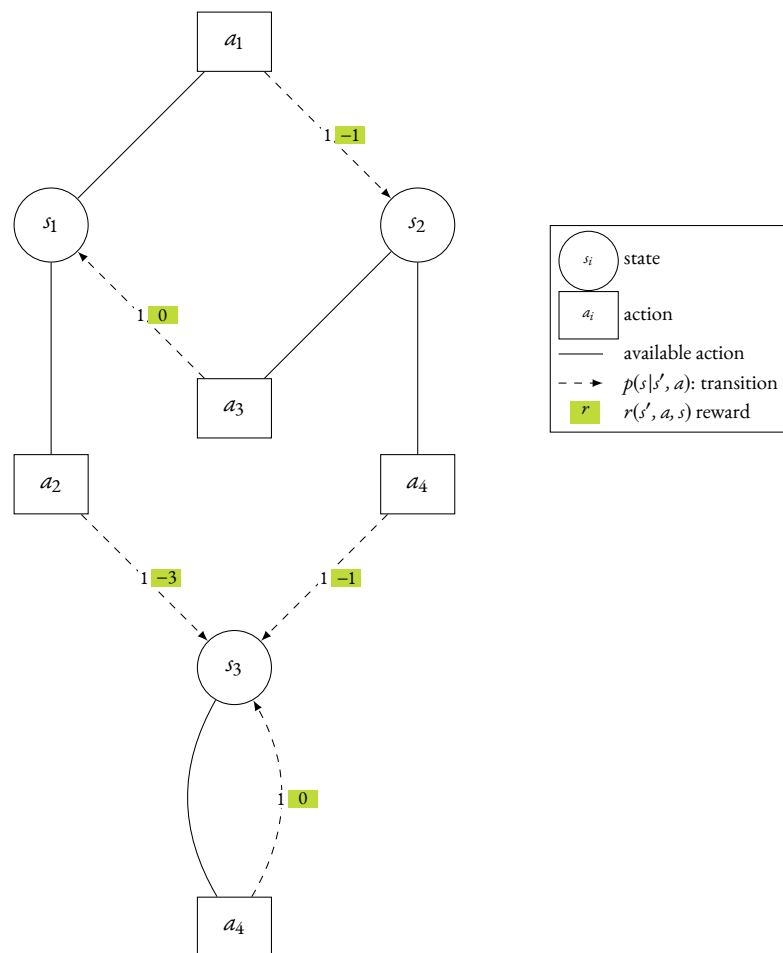 a₁
1 −1
s₁
s₂
1 0
a₃
a₂
a₄
1 −3
1 −1
s₃
1 0
a₄
sᵢ state
aᵢ action
available action
p(s|s′, a): transition
r r(s′, a, s) reward